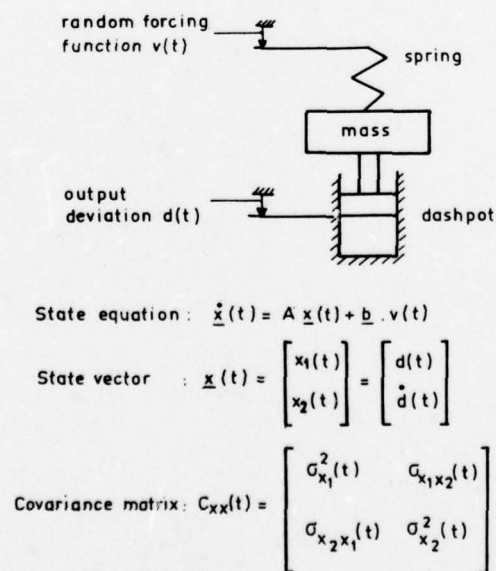 random forcing
function v(t)
spring
mass
output
deviation d(t)
dashpot
State equation : ẋ(t) = A x(t) + b . v(t)
State vector : x(t) = [x₁(t) x₂(t)] = [d(t) ḋ(t)]
Covariance matrix: Cxx(t) = [σ²x₁(t) σx₁x₂(t) σx₂x₁(t) σ²x₂(t)]